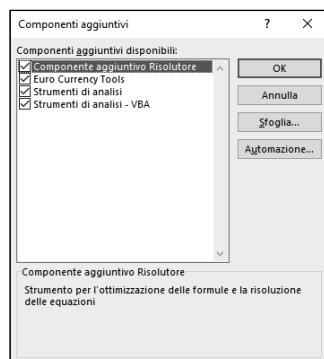 Componenti aggiuntivi ? ×
Componenti aggiuntivi disponibili:
Componente aggiuntivo Risolutore
Euro Currency Tools
Strumenti di analisi
Strumenti di analisi - VBA
OK
Annulla
Sfoglia...
Automazione...
Componente aggiuntivo Risolutore
Strumento per l'ottimizzazione delle formule e la risoluzione
delle equazioni